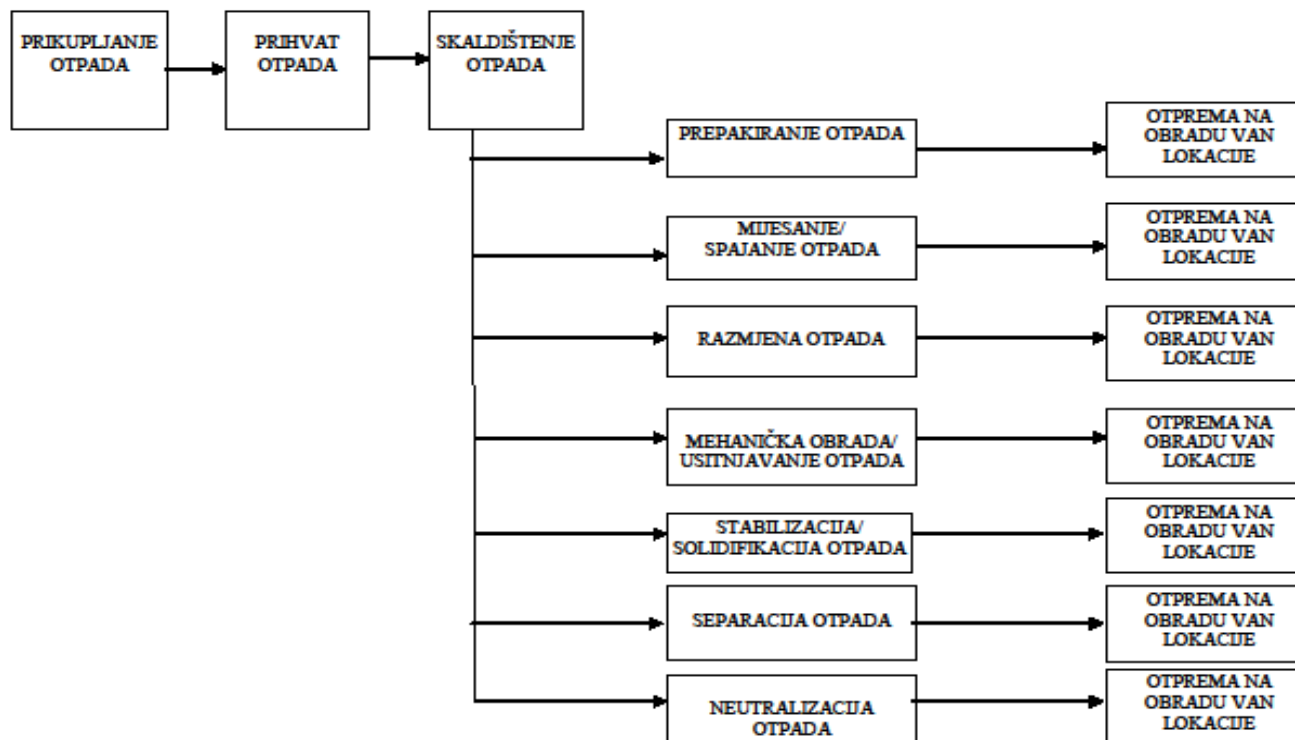 PRIKUPLJANJE
OTPADA
PRIHVAT
OTPADA
SKALDIŠTENJE
OTPADA
PREPAKIRANJE OTPADA
OTPREMA NA
OBRADU VAN
LOKACIJE
MIJESANJE/
SPAJANJE OTPADA
OTPREMA NA
OBRADU VAN
LOKACIJE
RAZMJENA OTPADA
OTPREMA NA
OBRADU VAN
LOKACIJE
MEHANIČKA OBRADA/
USITNJAVANJE OTPADA
OTPREMA NA
OBRADU VAN
LOKACIJE
STABILIZACIJA/
SOLIDIFIKACIJA OTPADA
OTPREMA NA
OBRADU VAN
LOKACIJE
SEPARACIJA OTPADA
OTPREMA NA
OBRADU VAN
LOKACIJE
NEUTRALIZACIJA
OTPADA
OTPREMA NA
OBRADU VAN
LOKACIJE